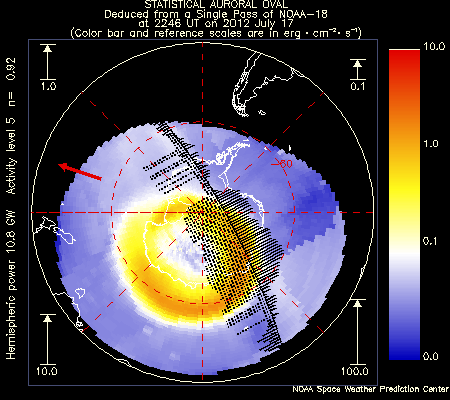 STATISTICAL AURORAL OVAL
Deduced from a Single Pass of NOAA-18
at 2246 UT on 2012 July 17
(Color bar and reference scales are in erg·cm⁻²·s⁻¹)
Hemispheric power 10.8 GW Activity level 5 n= 0.92
1.0
0.1
-60
10.0
100.0
10.0
1.0
0.1
0.0
NOAA Space Weather Prediction Center